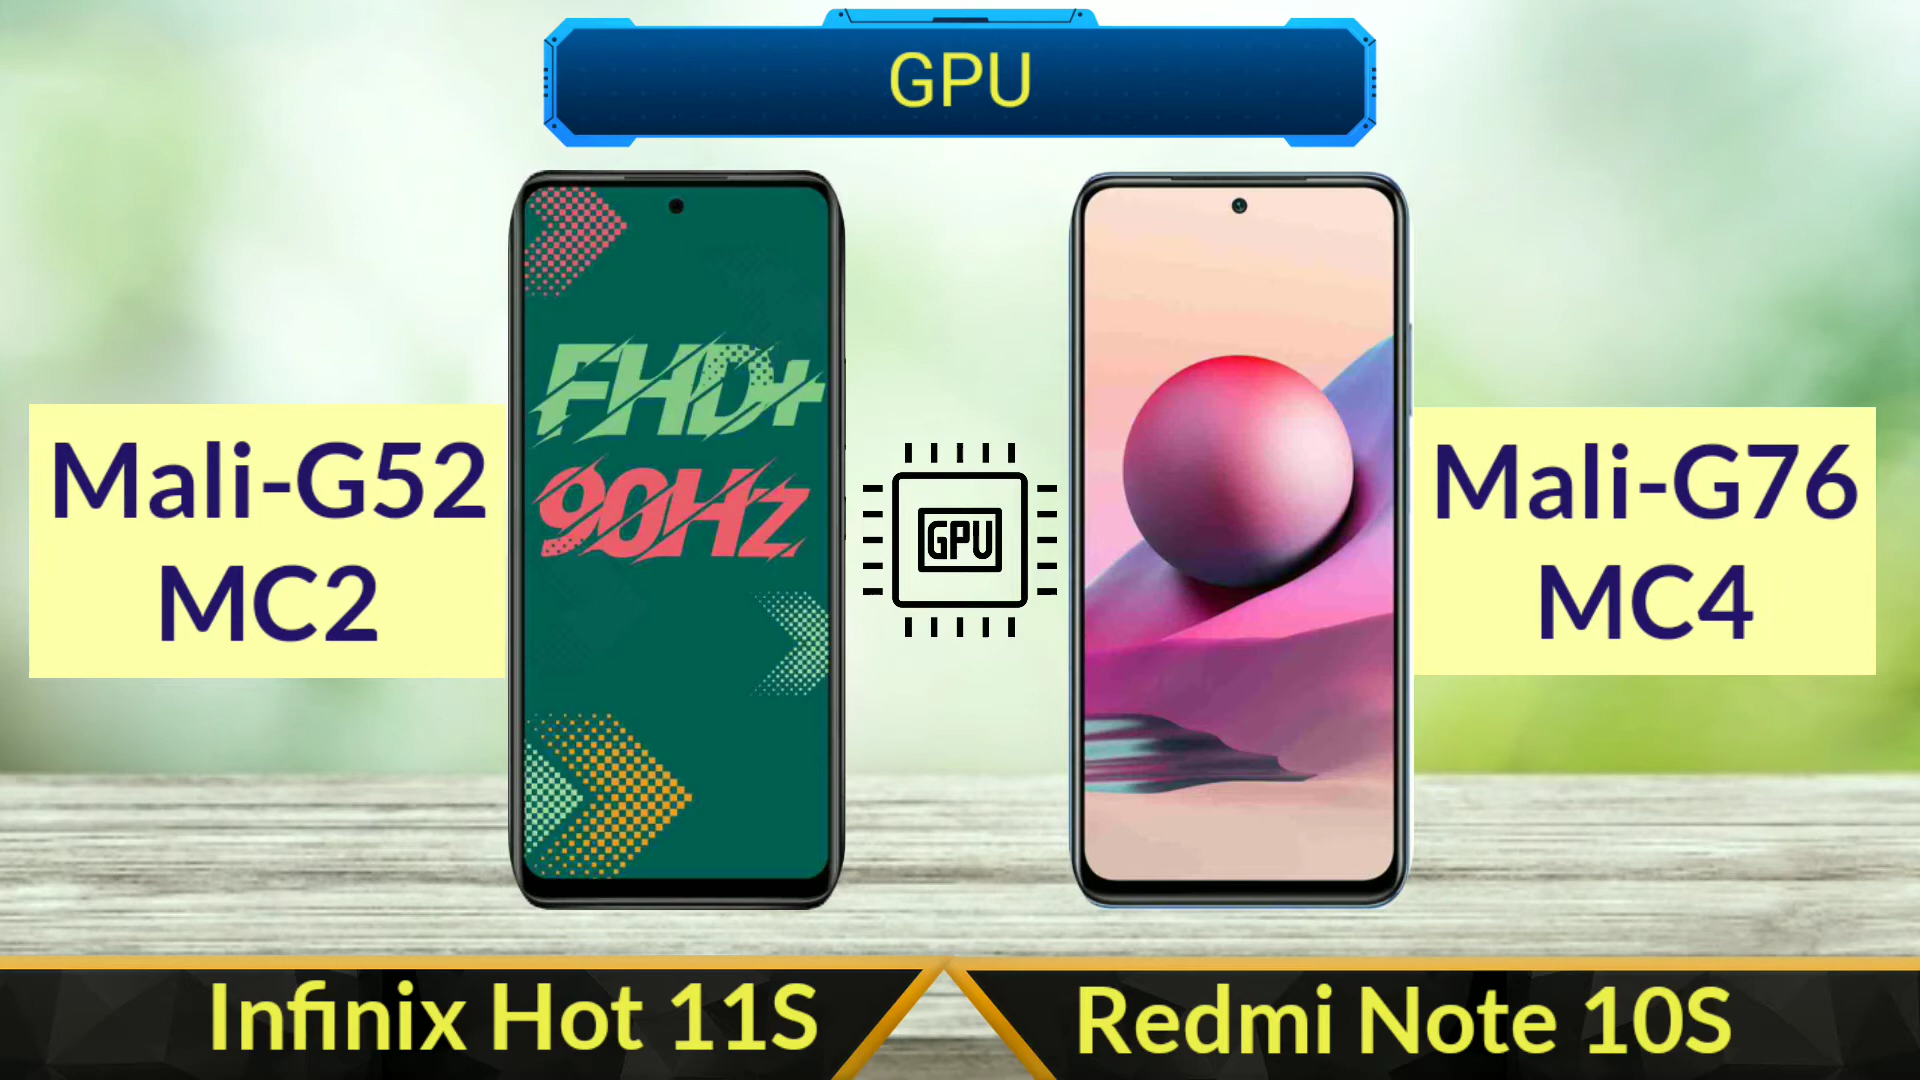 GPU
FHD+
90Hz
Mali-G52
MC2
GPU
Mali-G76
MC4
Infinix Hot 11S
Redmi Note 10S